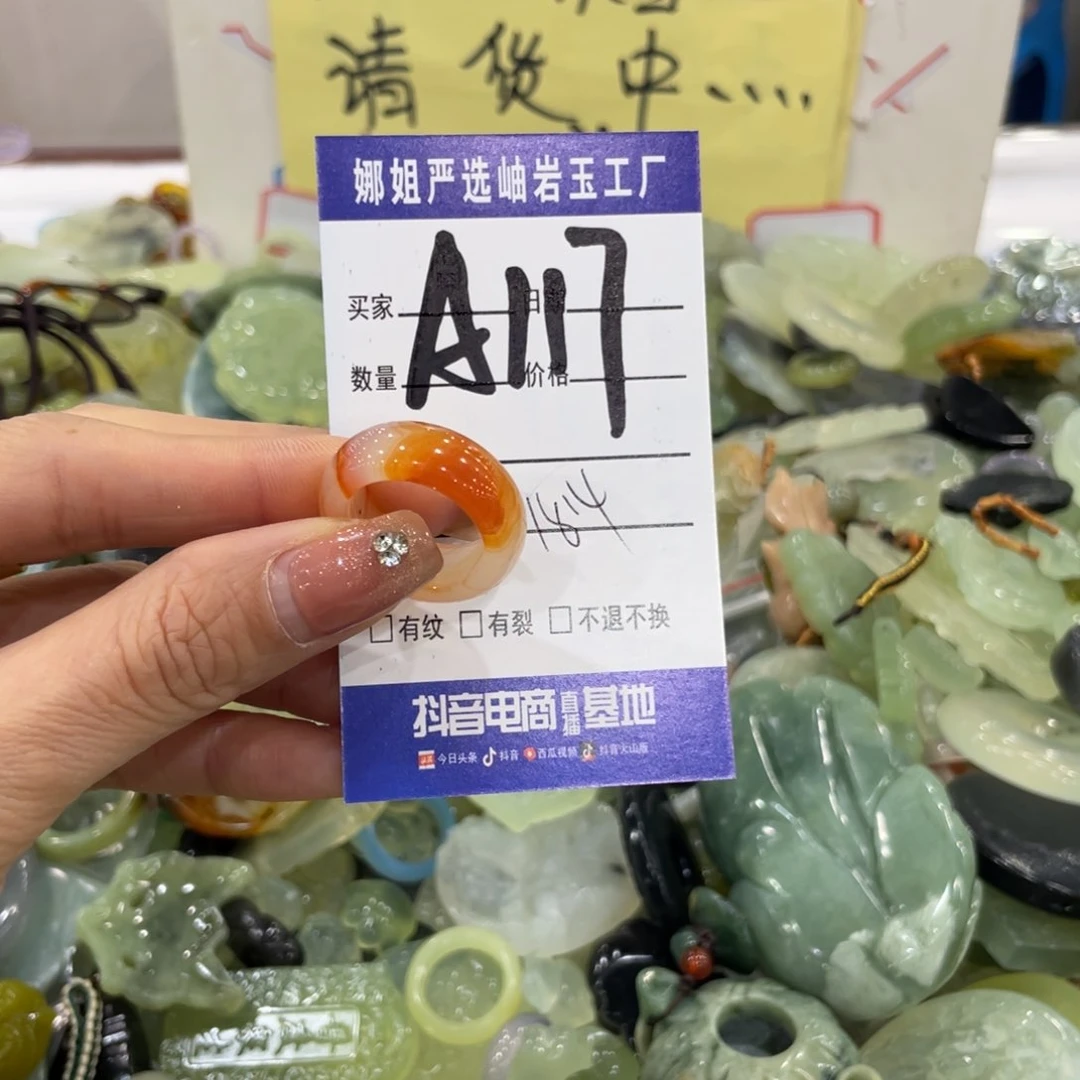 请货中....
娜姐严选岫岩玉工厂
A117
买家 日期
数量 价格
有纹 有裂 不退不换
抖音电商直播基地
今日头条 抖音 西瓜视频 抖音火山版